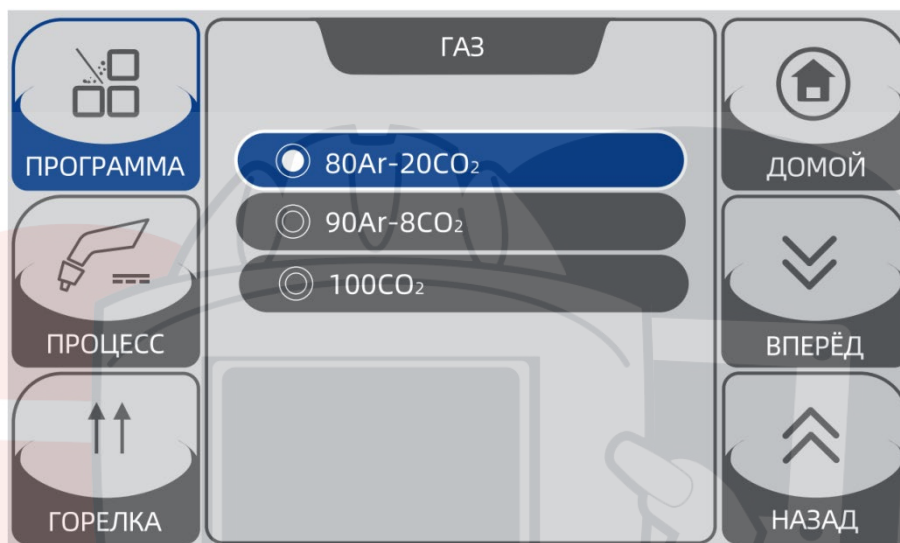 ГАЗ
ПРОГРАММА
80Ar-20CO₂
ДОМОЙ
90Ar-8CO₂
100CO₂
ПРОЦЕСС
ВПЕРЁД
ГОРЕЛКА
НАЗАД